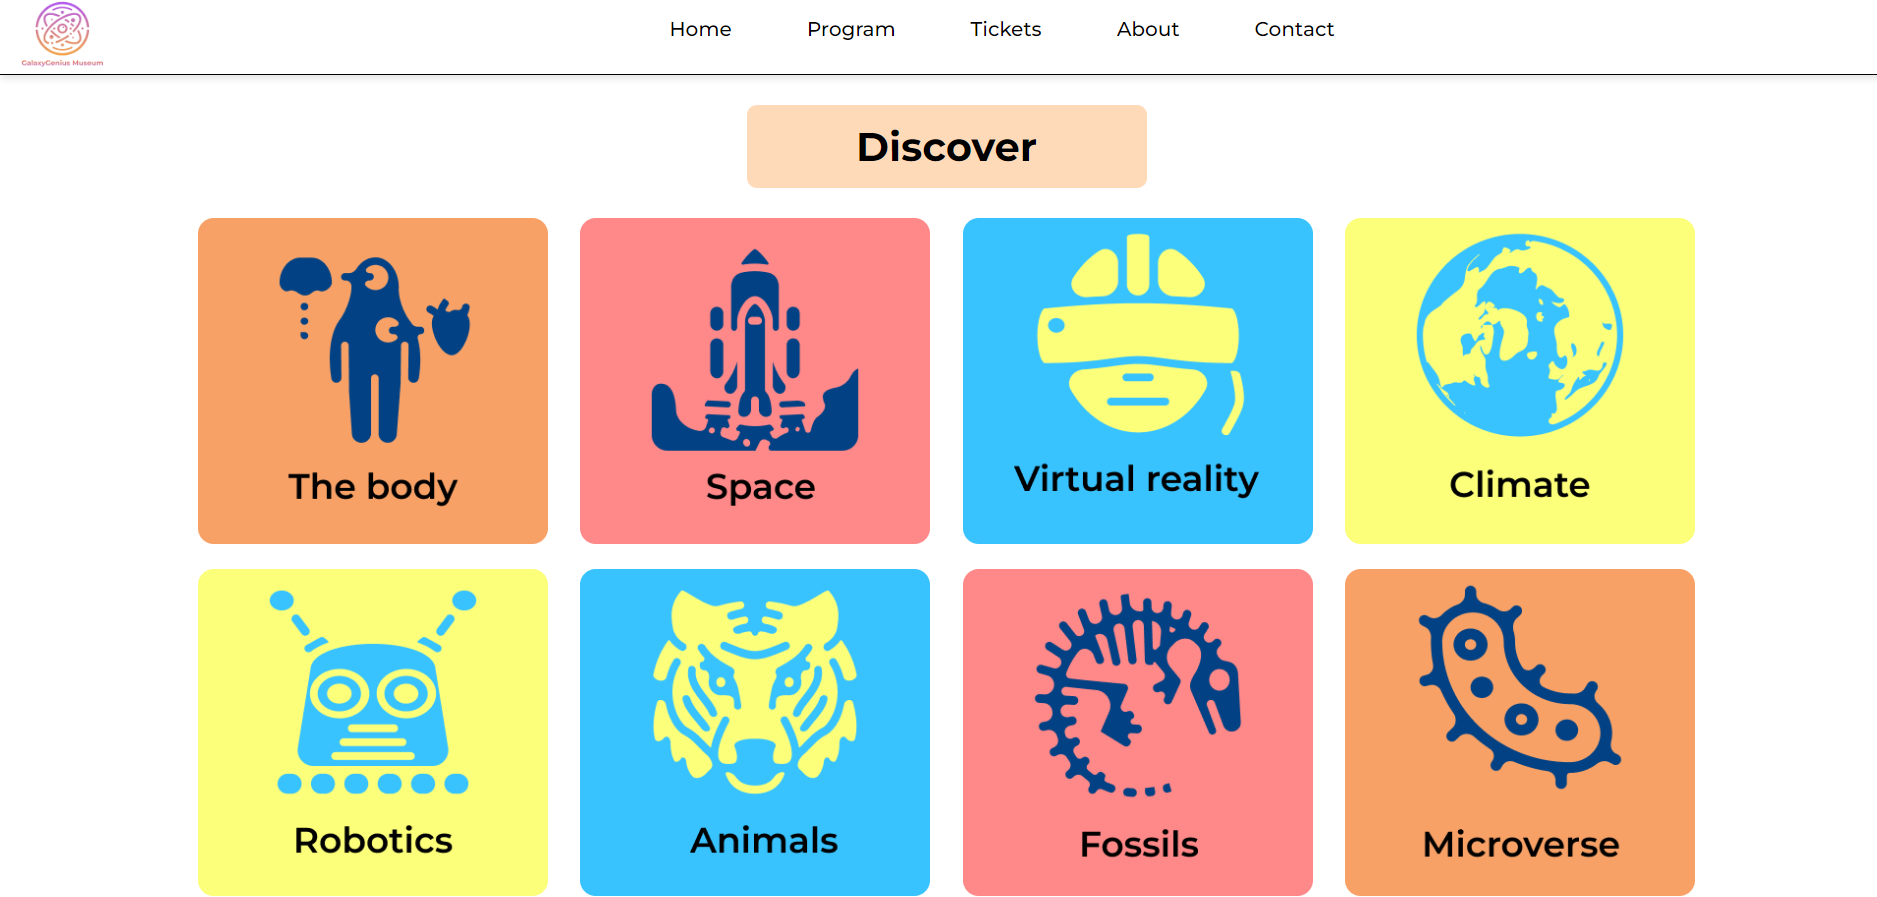 GalaxyGenius Museum
Home Program Tickets About Contact
Discover
The body
Space
Virtual reality
Climate
Robotics
Animals
Fossils
Microverse